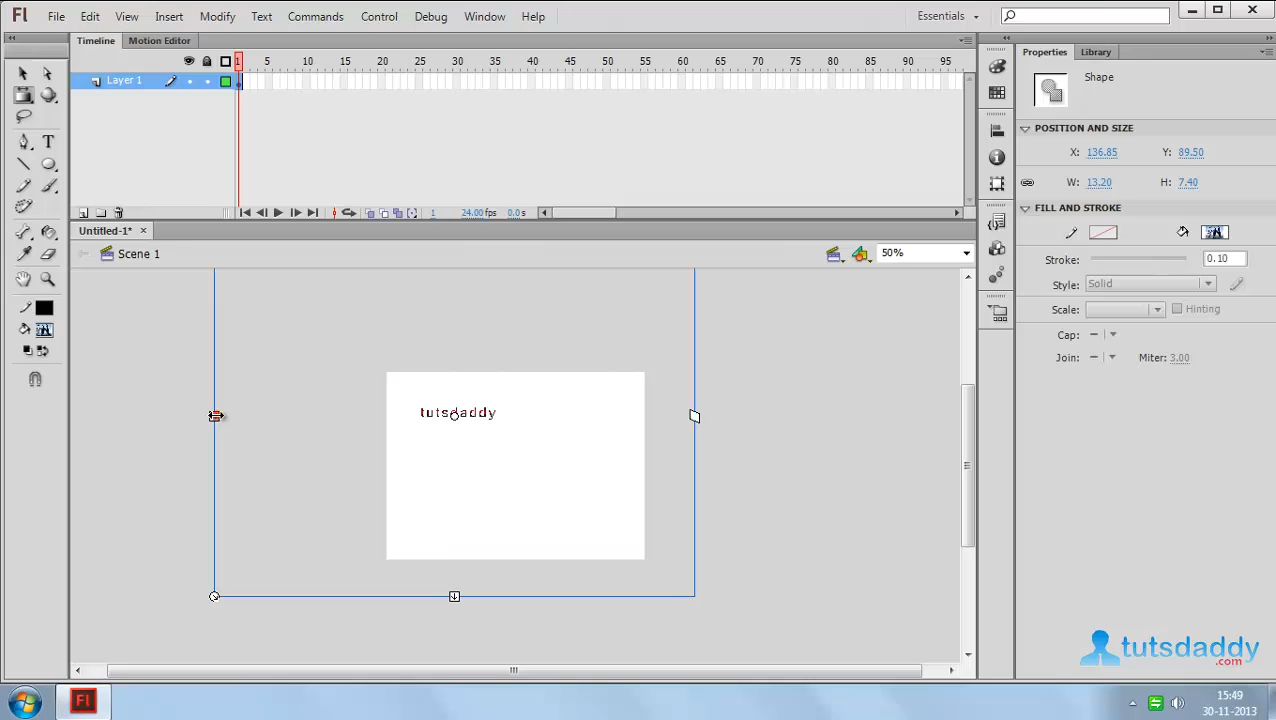 Fl File Edit View Insert Modify Text Commands Control Debug Window Help Essentials
Timeline Motion Editor
Properties Library
1 5 10 15 20 25 30 35 40 45 50 55 60 65 70 75 80 85 90 95
Layer 1
Shape
POSITION AND SIZE
X: 136.85 Y: 89.50
W: 13.20 H: 7.40
FILL AND STROKE
1 24.00 fps 0.0 s
Untitled-1*
Scene 1
50%
Stroke: 0.10
Style: Solid
Scale: Hinting
Cap:
Join: Miter: 3.00
tutsdaddy
tutsdaddy
.com
Fl
15:49
30-11-2013